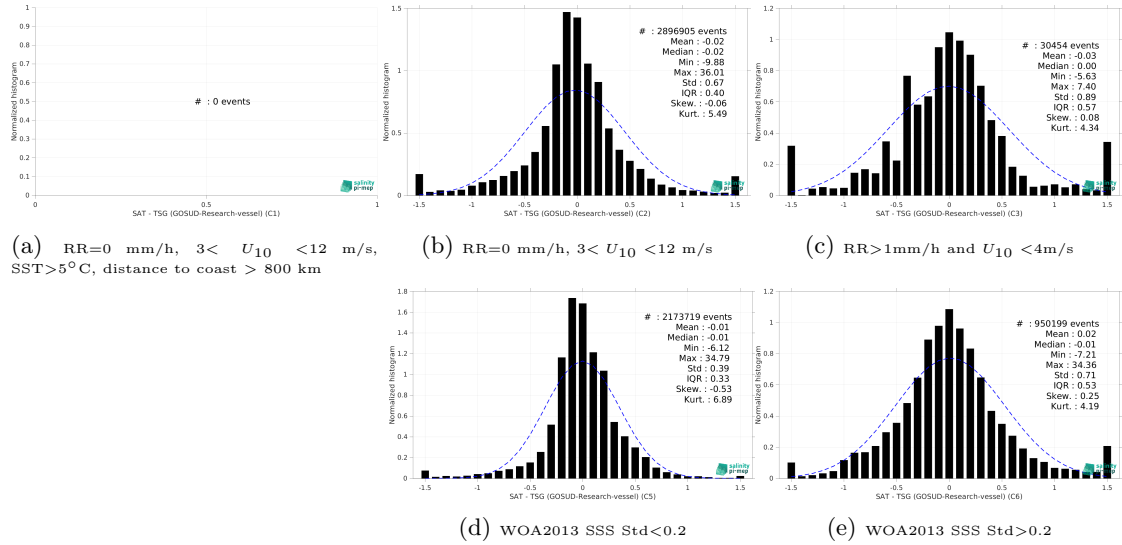 1
0.9
0.8
0.7
0.6
0.5
0.4
0.3
0.2
0.1
0
Normalized histogram
# : 0 events
salinity
pi-mep
0 0.5 1
SAT - TSG (GOSUD-Research-vessel) (C1)
(a) RR=0 mm/h, 3< U10 <12 m/s,
SST>5°C, distance to coast > 800 km
1.5
1
0.5
0
Normalized histogram
# : 2896905 events
Mean : -0.02
Median : -0.02
Min : -9.88
Max : 36.01
Std : 0.67
IQR : 0.40
Skew. : -0.06
Kurt. : 5.49
salinity
pi-mep
-1.5 -1 -0.5 0 0.5 1 1.5
SAT - TSG (GOSUD-Research-vessel) (C2)
(b) RR=0 mm/h, 3< U10 <12 m/s
1.2
1
0.8
0.6
0.4
0.2
0
Normalized histogram
# : 30454 events
Mean : -0.03
Median : 0.00
Min : -5.63
Max : 7.40
Std : 0.89
IQR : 0.57
Skew. : 0.08
Kurt. : 4.34
salinity
pi-mep
-1.5 -1 -0.5 0 0.5 1 1.5
SAT - TSG (GOSUD-Research-vessel) (C3)
(c) RR>1mm/h and U10 <4m/s
1.8
1.6
1.4
1.2
1
0.8
0.6
0.4
0.2
0
Normalized histogram
# : 2173719 events
Mean : -0.01
Median : -0.01
Min : -6.12
Max : 34.79
Std : 0.39
IQR : 0.33
Skew. : -0.53
Kurt. : 6.89
salinity
pi-mep
-1.5 -1 -0.5 0 0.5 1 1.5
SAT - TSG (GOSUD-Research-vessel) (C5)
(d) WOA2013 SSS Std<0.2
1.2
1
0.8
0.6
0.4
0.2
0
Normalized histogram
# : 950199 events
Mean : 0.02
Median : -0.01
Min : -7.21
Max : 34.36
Std : 0.71
IQR : 0.53
Skew. : 0.25
Kurt. : 4.19
salinity
pi-mep
-1.5 -1 -0.5 0 0.5 1 1.5
SAT - TSG (GOSUD-Research-vessel) (C6)
(e) WOA2013 SSS Std>0.2